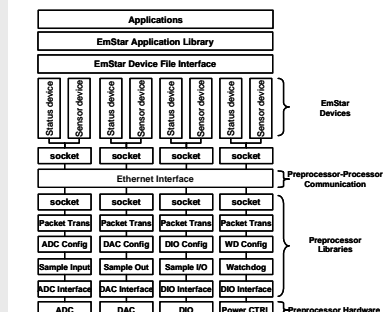 Applications
EmStar Application Library
EmStar Device File Interface
Status device Sensor device Status device Sensor device Status device Sensor device Status device Sensor device
EmStar
Devices
socket socket socket socket
Ethernet Interface
Preprocessor-Processor
Communication
socket socket socket socket
Packet Trans Packet Trans Packet Trans Packet Trans
ADC Config DAC Config DIO Config WD Config
Preprocessor
Libraries
Sample Input Sample Out Sample I/O Watchdog
ADC Interface DAC Interface DIO Interface DIO Interface
ADC DAC DIO Power CTRL Preprocessor Hardware